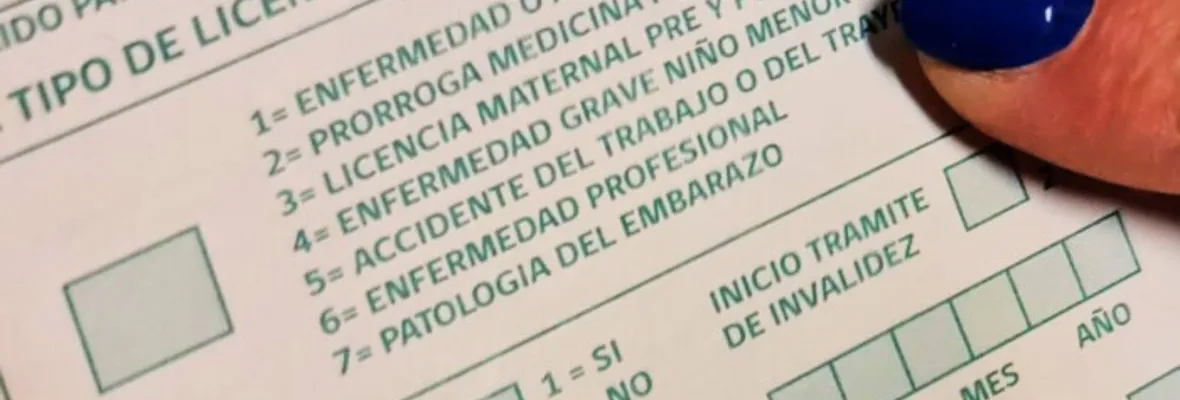 TIPO DE LICEN
1= ENFERMEDAD O
2= PRORROGA MEDICINA
3= LICENCIA MATERNAL PRE Y
4= ENFERMEDAD GRAVE NIÑO MENOR
5= ACCIDENTE DEL TRABAJO O DEL TRAY
6= ENFERMEDAD PROFESIONAL
7= PATOLOGIA DEL EMBARAZO
INICIO TRAMITE
DE INVALIDEZ
1 = SI
NO
MES
AÑO